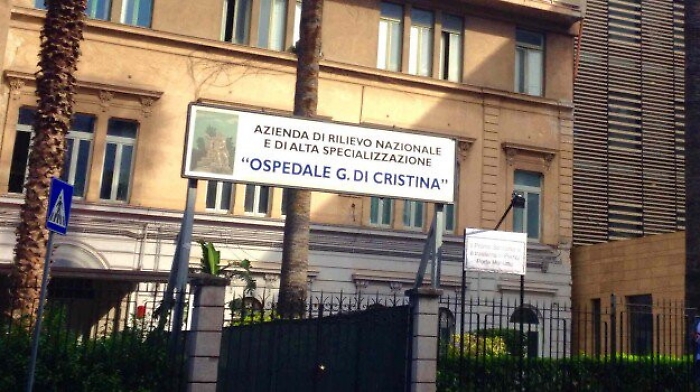 AZIENDA DI RILIEVO NAZIONALE
E DI ALTA SPECIALIZZAZIONE
"OSPEDALE G. DI CRISTINA"